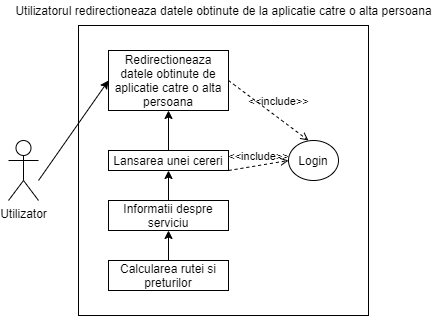 Utilizatorul redirectioneaza datele obtinute de la aplicatie catre o alta persoana
Redirectioneaza
datele obtinute de
aplicatie catre o alta
persoana
<<include>>
Lansarea unei cereri
<<include>>
Login
Utilizator
Informatii despre
serviciu
Calcularea rutei si
preturilor